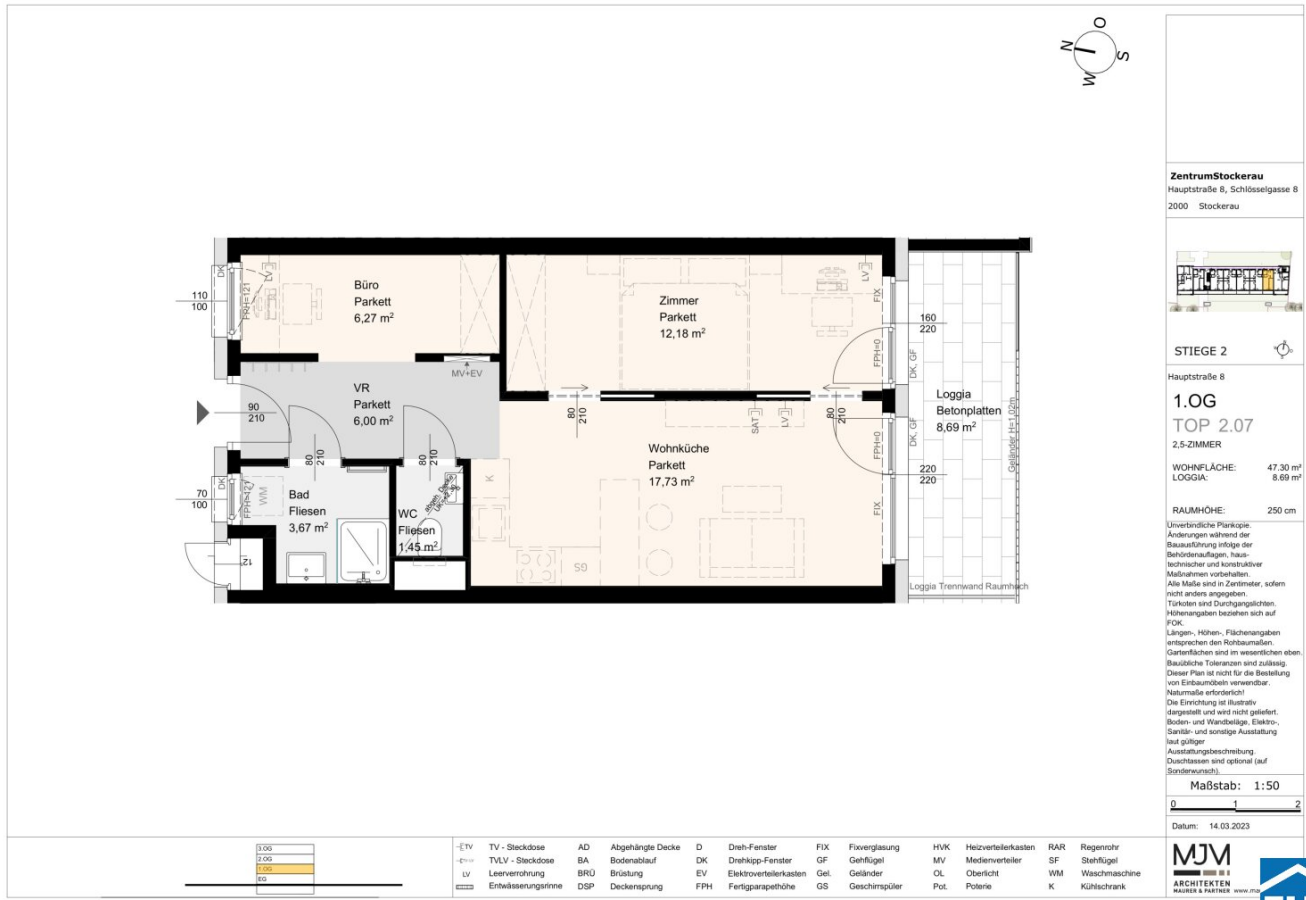 N
O
S
W
ZentrumStockerau
Hauptstraße 8, Schlösselgasse 8
2000 Stockerau
STIEGE 2
Hauptstraße 8
1.OG
TOP 2.07
2,5-ZIMMER
WOHNFLÄCHE: 47.30 m²
LOGGIA: 8.69 m²
RAUMHÖHE: 250 cm
Unverbindliche Plankopie.
Änderungen während der
Bauausführung infolge der
Behördenauflagen, haus-
technischer und konstruktiver
Maßnahmen vorbehalten.
Alle Maße sind in Zentimeter, sofern
nicht anders angegeben.
Türkoten sind Durchgangslichten.
Höhenangaben beziehen sich auf
FOK.
Längen-, Höhen-, Flächenangaben
entsprechen den Rohbaumaßen.
Gartenflächen sind im wesentlichen eben.
Bauübliche Toleranzen sind zulässig.
Dieser Plan ist nicht für die Bestellung
von Einbaumöbeln verwendbar.
Naturmaße erforderlich!
Die Einrichtung ist illustrativ
dargestellt und wird nicht geliefert.
Boden- und Wandbeläge, Elektro-,
Sanitär- und sonstige Ausstattung
laut gültiger
Ausstattungsbeschreibung.
Duschtassen sind optional (auf
Sonderwunsch).
Maßstab: 1:50
0 1 2
Datum: 14.03.2023
MJM
ARCHITEKTEN
MAURER & PARTNER www.ma
DK
FPH=121
LV
110
100
Büro
Parkett
6,27 m²
MV+EV
Zimmer
Parkett
12,18 m²
LV
FIX
FPH=0
DK, GF
160
220
VR
Parkett
6,00 m²
90
210
80
210
80
210
80
210
80
210
SAT
LV
Wohnküche
Parkett
17,73 m²
K
GS
DK, GF
FPH=0
FIX
220
220
Loggia
Betonplatten
8,69 m²
Geländer H=1,02m
Loggia Trennwand Raumhoch
DK
FPH=121
WM
70
100
Bad
Fliesen
3,67 m²
WC
Fliesen
1,45 m²
abgeh. Decke
12
3.OG
2.OG
1.OG
EG
TV TV - Steckdose AD Abgehängte Decke D Dreh-Fenster FIX Fixverglasung HVK Heizverteilerkasten RAR Regenrohr
TVLV - Steckdose BA Bodenablauf DK Drehkipp-Fenster GF Gehflügel MV Medienverteiler SF Stehflügel
LV Leerverrohrung BRÜ Brüstung EV Elektroverteilerkasten Gel. Geländer OL Oberlicht WM Waschmaschine
Entwässerungsrinne DSP Deckensprung FPH Fertigparapethöhe GS Geschirrspüler Pot. Poterie K Kühlschrank